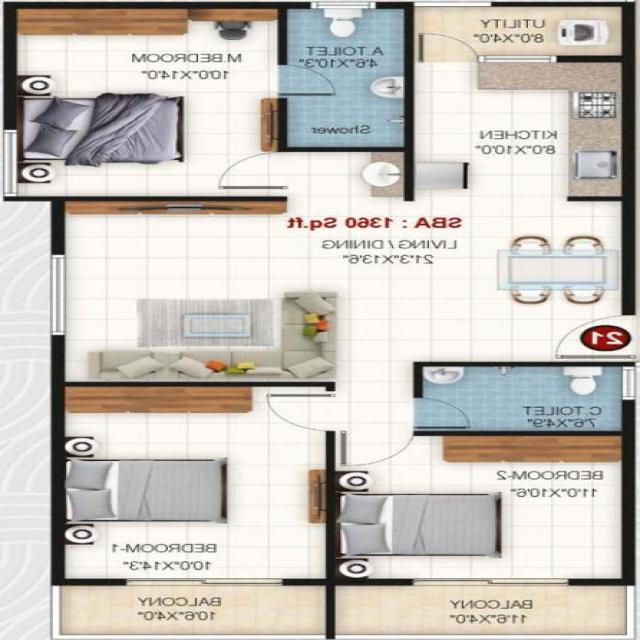 UTILITY
8'0"X4'0"
M.BEDROOM
10'0"X14'0"
A.TOILET
4'6"X10'3"
Shower
KITCHEN
8'0"X10'0"
SBA : 1360 Sq.ft
LIVING / DINING
21'3"X13'6"
21
C.TOILET
7'6"X4'9"
BEDROOM-2
11'0"X10'6"
BEDROOM-1
10'0"X14'3"
BALCONY
10'6"X4'0"
BALCONY
11'6"X4'0"